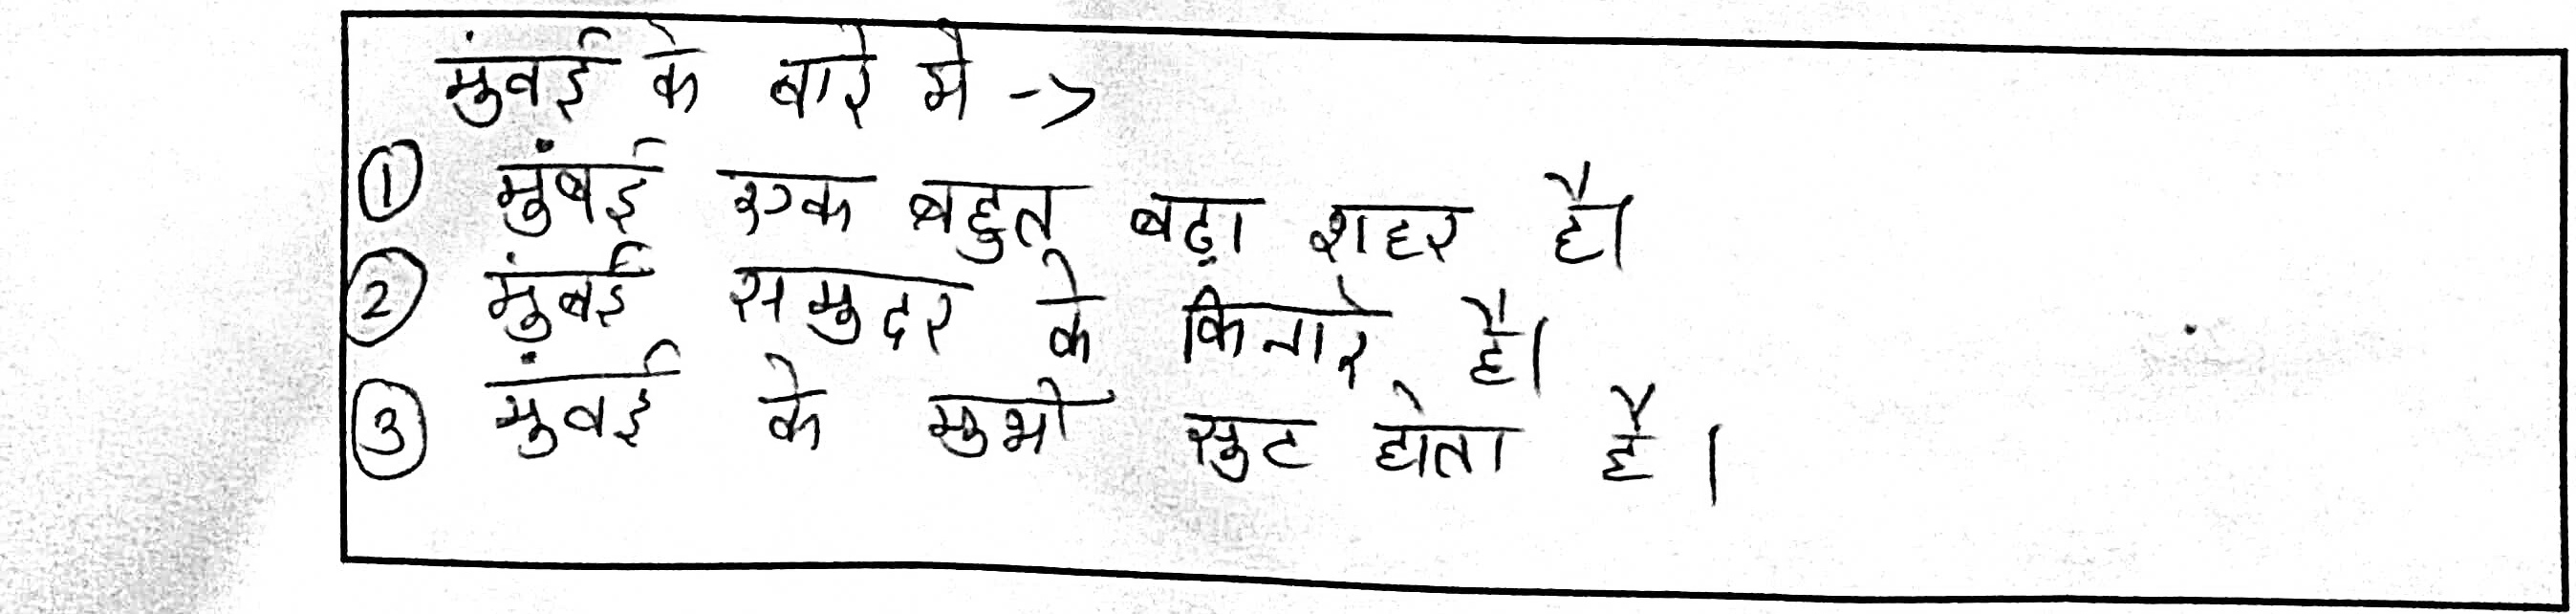 मुंवई के बारे मे ->
① मुंबई एक बहुत बढ़ा शहर है।
② मुंबई समुदर के किनारे है।
③ मुंवई के मुभी सुट होता है।